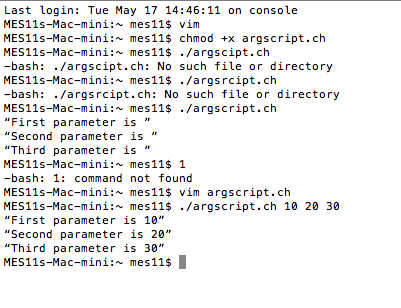 Last login: Tue May 17 14:46:11 on console
MES11s-Mac-mini:~ mes11$ vim
MES11s-Mac-mini:~ mes11$ chmod +x argscript.ch
MES11s-Mac-mini:~ mes11$ ./argscipt.ch
-bash: ./argscipt.ch: No such file or directory
MES11s-Mac-mini:~ mes11$ ./argsrcipt.ch
-bash: ./argsrcipt.ch: No such file or directory
MES11s-Mac-mini:~ mes11$ ./argscript.ch
“First parameter is ”
“Second parameter is ”
“Third parameter is ”
MES11s-Mac-mini:~ mes11$ 1
-bash: 1: command not found
MES11s-Mac-mini:~ mes11$ vim argscript.ch
MES11s-Mac-mini:~ mes11$ ./argscript.ch 10 20 30
“First parameter is 10”
“Second parameter is 20”
“Third parameter is 30”
MES11s-Mac-mini:~ mes11$